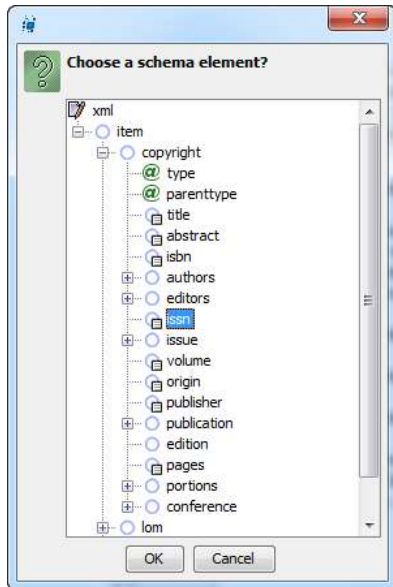 Choose a schema element?
xml
item
copyright
@ type
@ parenttype
title
abstract
isbn
authors
editors
issn
issue
volume
origin
publisher
publication
edition
pages
portions
conference
lom
OK
Cancel